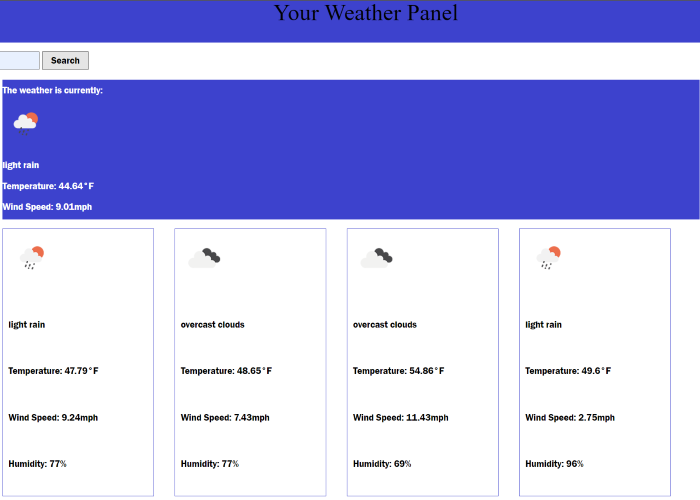 Your Weather Panel
Search
The weather is currently:
light rain
Temperature: 44.64°F
Wind Speed: 9.01mph
light rain
Temperature: 47.79°F
Wind Speed: 9.24mph
Humidity: 77%
overcast clouds
Temperature: 48.65°F
Wind Speed: 7.43mph
Humidity: 77%
overcast clouds
Temperature: 54.86°F
Wind Speed: 11.43mph
Humidity: 69%
light rain
Temperature: 49.6°F
Wind Speed: 2.75mph
Humidity: 96%